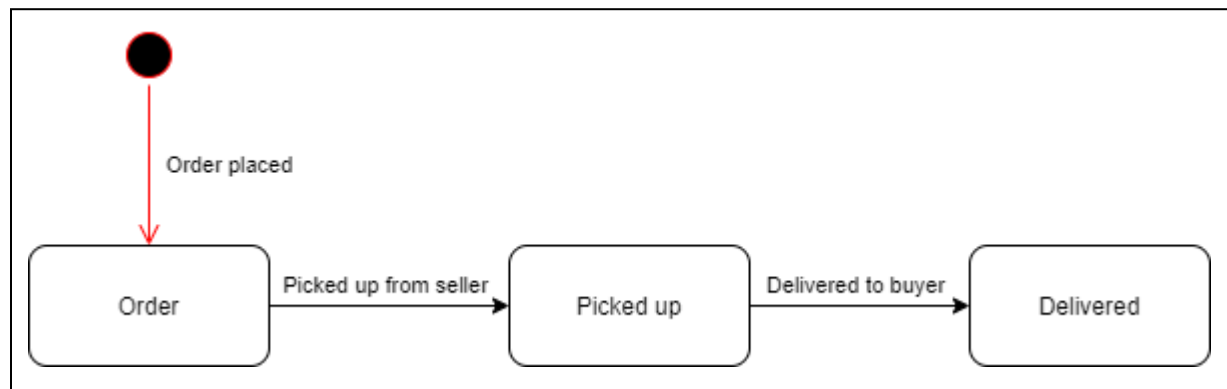 Order placed
Order
Picked up from seller
Picked up
Delivered to buyer
Delivered